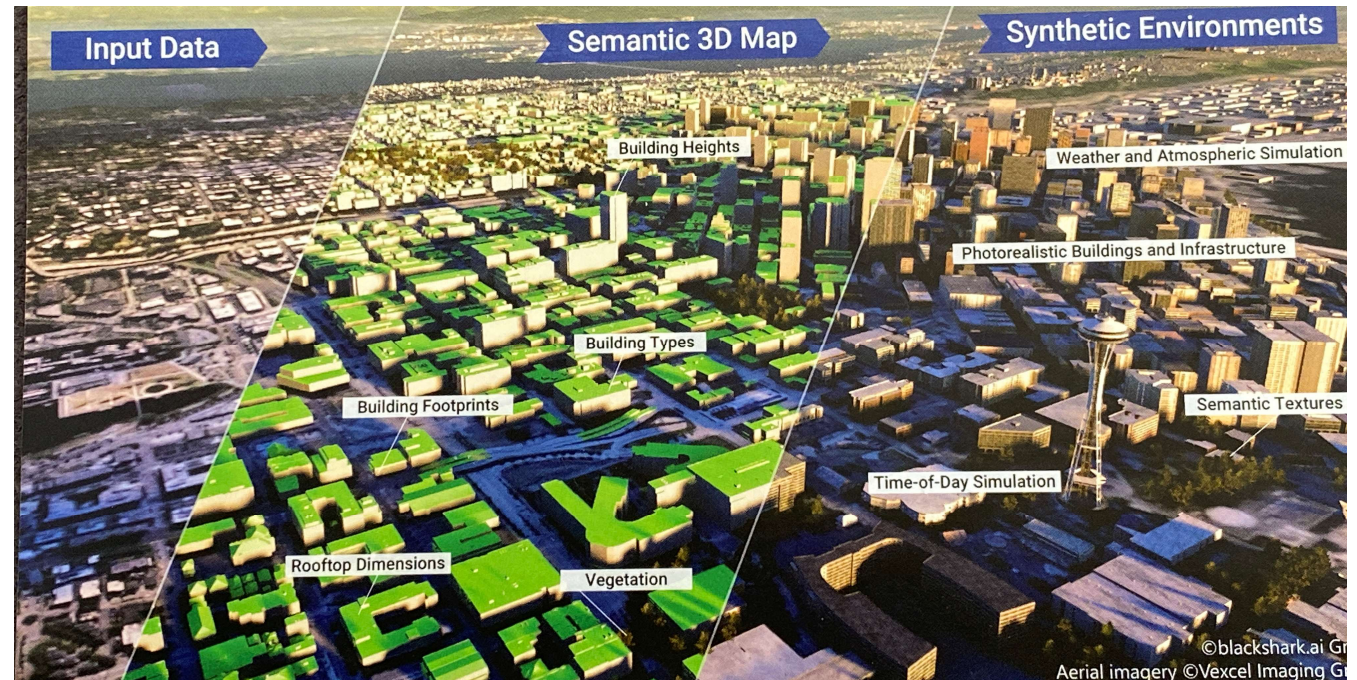 Input Data
Semantic 3D Map
Synthetic Environments
Building Heights
Weather and Atmospheric Simulation
Photorealistic Buildings and Infrastructure
Building Types
Building Footprints
Semantic Textures
Time-of-Day Simulation
Rooftop Dimensions
Vegetation
©blackshark.ai G
Aerial imagery ©Vexcel Imaging G